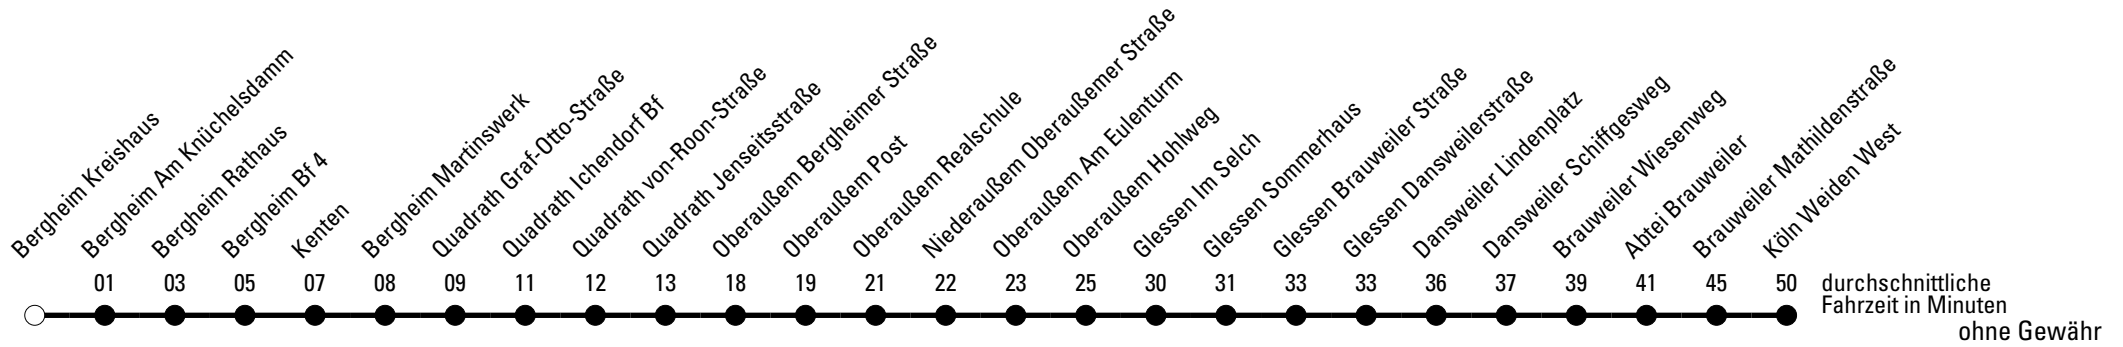 Bergheim Kreishaus
Bergheim Am Knüchelsdamm
Bergheim Rathaus
Bergheim Bf 4
Kenten
Bergheim Martinswerk
Quadrath Graf-Otto-Straße
Quadrath Ichendorf Bf
Quadrath von-Roon-Straße
Quadrath Jenseitsstraße
Oberaußem Bergheimer Straße
Oberaußem Post
Oberaußem Realschule
Niederaußem Oberaußemer Straße
Oberaußem Am Eulenturm
Oberaußem Hohlweg
Glessen Im Selch
Glessen Sommerhaus
Glessen Brauweiler Straße
Glessen Dansweilerstraße
Dansweiler Lindenplatz
Dansweiler Schiffgesweg
Brauweiler Wiesenweg
Abtei Brauweiler
Brauweiler Mathildenstraße
Köln Weiden West
01 03 05 07 08 09 11 12 13 18 19 21 22 23 25 30 31 33 33 36 37 39 41 45 50 durchschnittliche
Fahrzeit in Minuten
ohne Gewähr